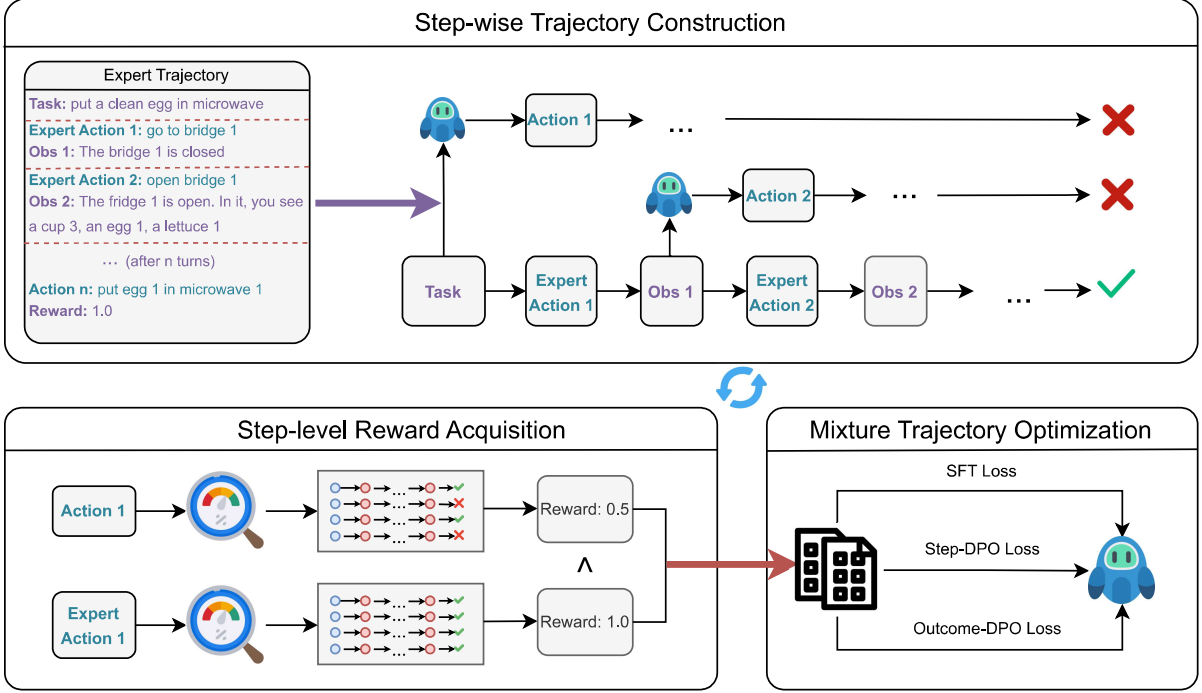 Step-wise Trajectory Construction
Expert Trajectory
Task: put a clean egg in microwave
Expert Action 1: go to bridge 1
Obs 1: The bridge 1 is closed
Expert Action 2: open bridge 1
Obs 2: The fridge 1 is open. In it, you see
a cup 3, an egg 1, a lettuce 1
... (after n turns)
Action n: put egg 1 in microwave 1
Reward: 1.0
Action 1
...
Action 2
...
Task
Expert
Action 1
Obs 1
Expert
Action 2
Obs 2
...
Step-level Reward Acquisition
Action 1
...
...
...
...
Reward: 0.5
<
Expert
Action 1
...
...
...
...
Reward: 1.0
Mixture Trajectory Optimization
SFT Loss
Step-DPO Loss
Outcome-DPO Loss